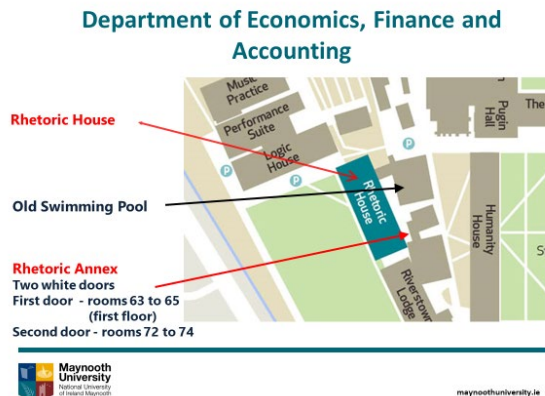 Department of Economics, Finance and
Accounting
Rhetoric House
Old Swimming Pool
Rhetoric Annex
Two white doors
First door - rooms 63 to 65
(first floor)
Second door - rooms 72 to 74
Music
Practice
Performance
Suite
Logic
House
P
P
P
Rhetoric
House
Riverstown
Lodge
Humanity
House
Pugin
Hall
The
Maynooth
University
National University
of Ireland Maynooth
maynoothuniversity.ie